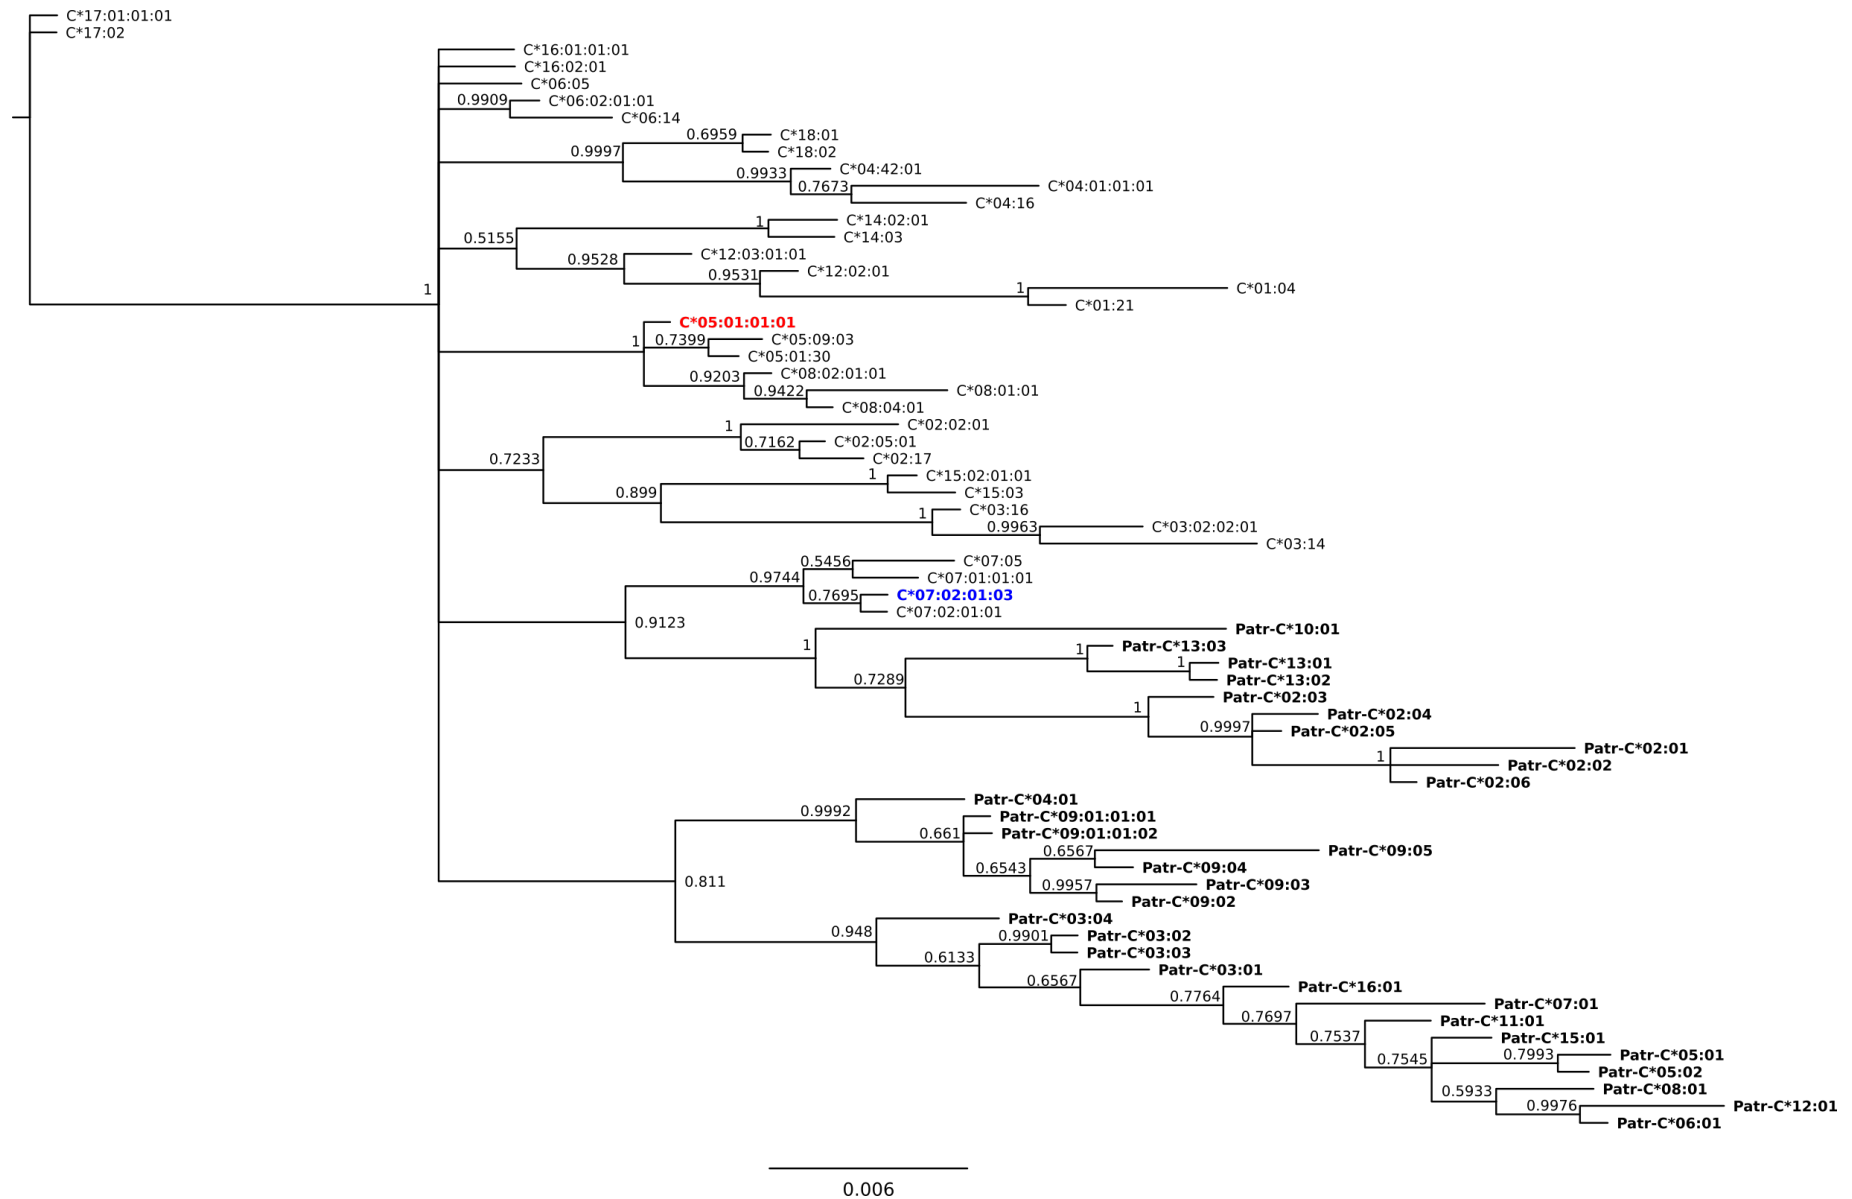 C*17:01:01:01
C*17:02
C*16:01:01:01
C*16:02:01
C*06:05
0.9909
C*06:02:01:01
C*06:14
0.6959
C*18:01
0.9997
C*18:02
0.9933
C*04:42:01
0.7673
C*04:01:01:01
C*04:16
1
C*14:02:01
0.5155
C*14:03
0.9528
C*12:03:01:01
0.9531
C*12:02:01
1
1
C*01:04
C*01:21
C*05:01:01:01
1
0.7399
C*05:09:03
C*05:01:30
0.9203
C*08:02:01:01
0.9422
C*08:01:01
C*08:04:01
1
C*02:02:01
0.7162
C*02:05:01
0.7233
C*02:17
1
C*15:02:01:01
0.899
C*15:03
1
C*03:16
0.9963
C*03:02:02:01
C*03:14
0.5456
C*07:05
0.9744
C*07:01:01:01
0.7695
C*07:02:01:03
C*07:02:01:01
0.9123
Patr-C*10:01
1
1
Patr-C*13:03
1
Patr-C*13:01
0.7289
Patr-C*13:02
1
Patr-C*02:03
0.9997
Patr-C*02:04
Patr-C*02:05
1
Patr-C*02:01
Patr-C*02:02
Patr-C*02:06
0.9992
Patr-C*04:01
Patr-C*09:01:01:01
0.661
Patr-C*09:01:01:02
0.6567
Patr-C*09:05
0.6543
Patr-C*09:04
0.811
0.9957
Patr-C*09:03
Patr-C*09:02
0.948
Patr-C*03:04
0.9901
Patr-C*03:02
0.6133
Patr-C*03:03
0.6567
Patr-C*03:01
0.7764
Patr-C*16:01
0.7697
Patr-C*07:01
0.7537
Patr-C*11:01
Patr-C*15:01
0.7545
0.7993
Patr-C*05:01
Patr-C*05:02
0.5933
Patr-C*08:01
0.9976
Patr-C*12:01
Patr-C*06:01
0.006